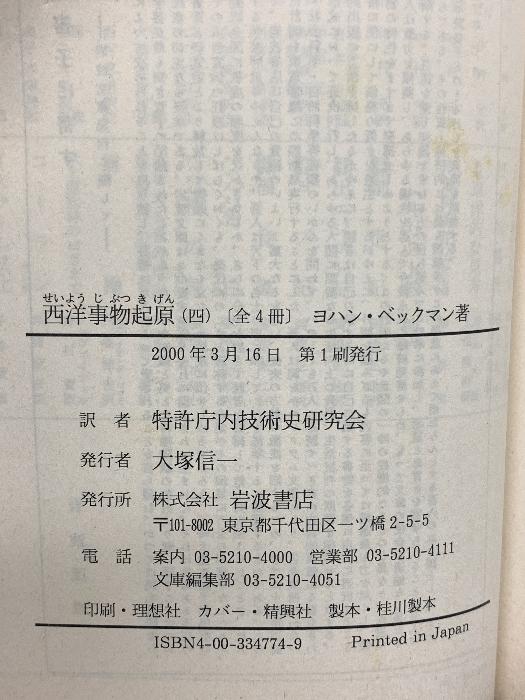 せいようじぶつきげん
西洋事物起原(四)〔全4冊〕 ヨハン・ベックマン著
2000年3月16日 第1刷発行
訳者 特許庁内技術史研究会
発行者 大塚信一
発行所 株式会社 岩波書店
〒101-8002 東京都千代田区一ツ橋2-5-5
電話 案内 03-5210-4000 営業部 03-5210-4111
文庫編集部 03-5210-4051
印刷・理想社 カバー・精興社 製本・桂川製本
ISBN4-00-334774-9 Printed in Japan